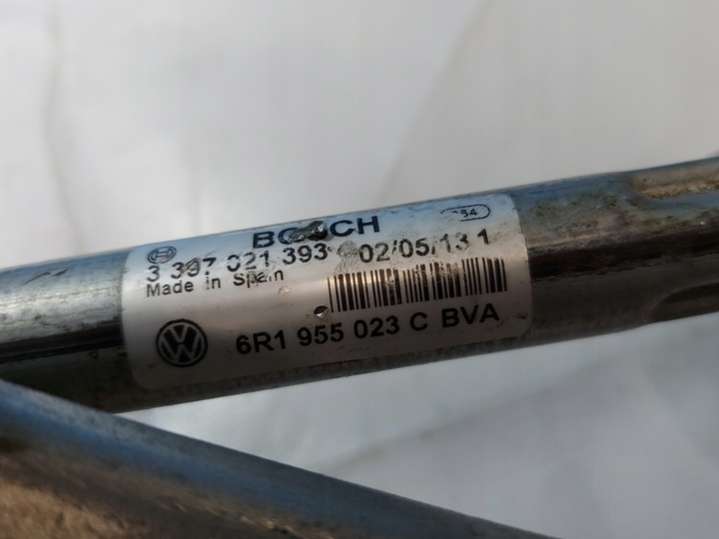 BOSCH
3 397 021 393 02/05/13 1
Made in Spain
6R1 955 023 C BVA